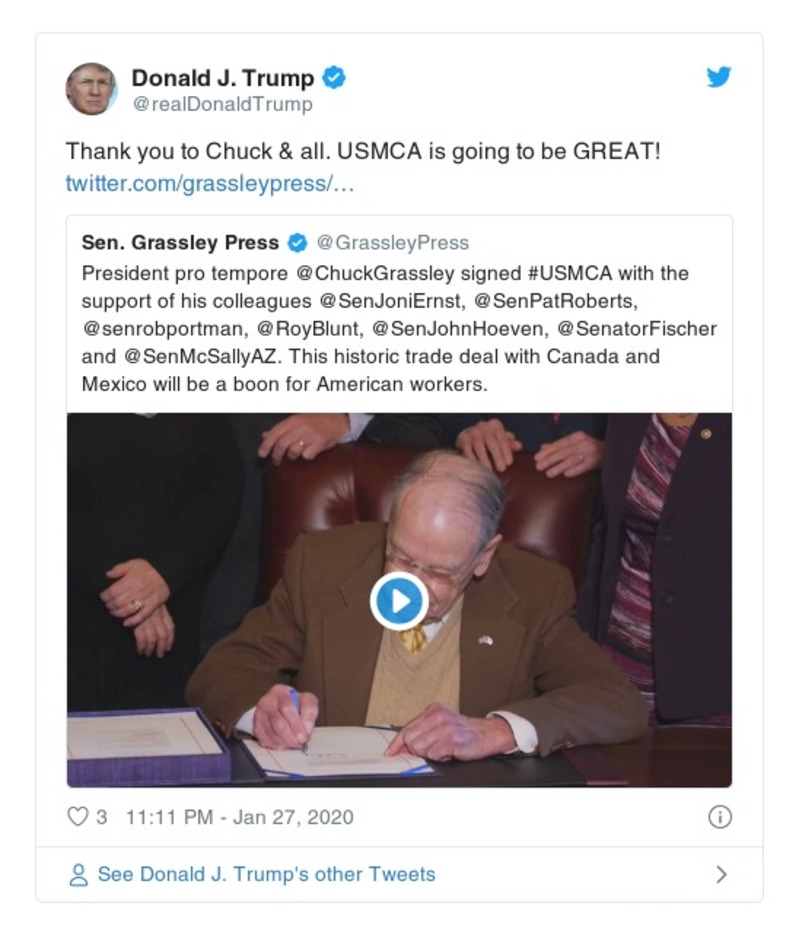 Donald J. Trump
@realDonaldTrump
Thank you to Chuck & all. USMCA is going to be GREAT!
twitter.com/grassleypress/…
Sen. Grassley Press @GrassleyPress
President pro tempore @ChuckGrassley signed #USMCA with the
support of his colleagues @SenJoniErnst, @SenPatRoberts,
@senrobportman, @RoyBlunt, @SenJohnHoeven, @SenatorFischer
and @SenMcSallyAZ. This historic trade deal with Canada and
Mexico will be a boon for American workers.
3 11:11 PM - Jan 27, 2020
See Donald J. Trump's other Tweets